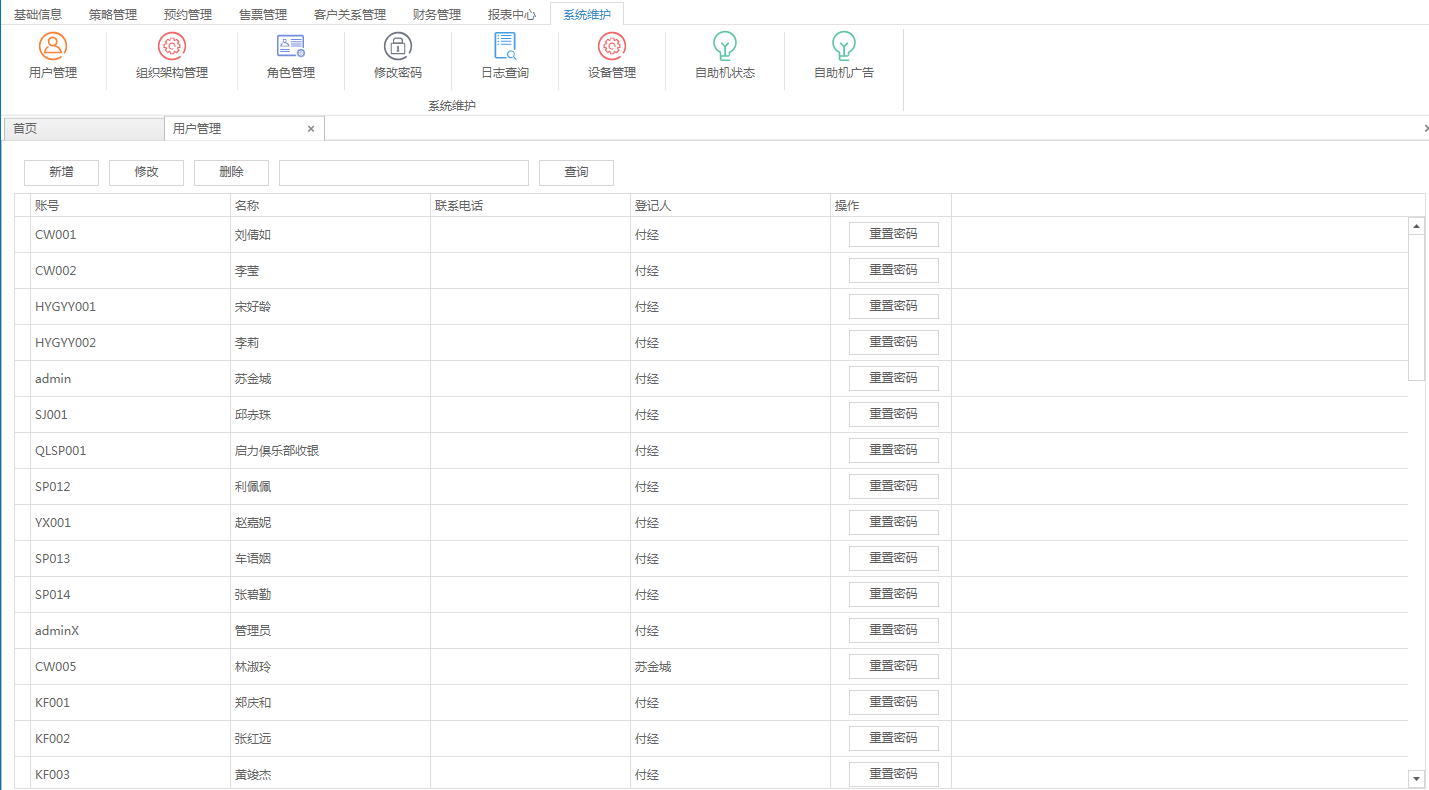 基础信息 策略管理 预约管理 售票管理 客户关系管理 财务管理 报表中心 系统维护
用户管理 组织架构管理 角色管理 修改密码 日志查询 设备管理 自助机状态 自助机广告
系统维护
首页 用户管理 ×
新增 修改 删除 查询
账号 名称 联系电话 登记人 操作
CW001 刘倩如 付经 重置密码
CW002 李莹 付经 重置密码
HYGYY001 宋好龄 付经 重置密码
HYGYY002 李莉 付经 重置密码
admin 苏金城 付经 重置密码
SJ001 邱赤珠 付经 重置密码
QLSP001 启力俱乐部收银 付经 重置密码
SP012 利佩佩 付经 重置密码
YX001 赵嘉妮 付经 重置密码
SP013 车语姻 付经 重置密码
SP014 张碧勤 付经 重置密码
adminX 管理员 付经 重置密码
CW005 林淑玲 苏金城 重置密码
KF001 郑庆和 付经 重置密码
KF002 张红远 付经 重置密码
KF003 黄竣杰 付经 重置密码